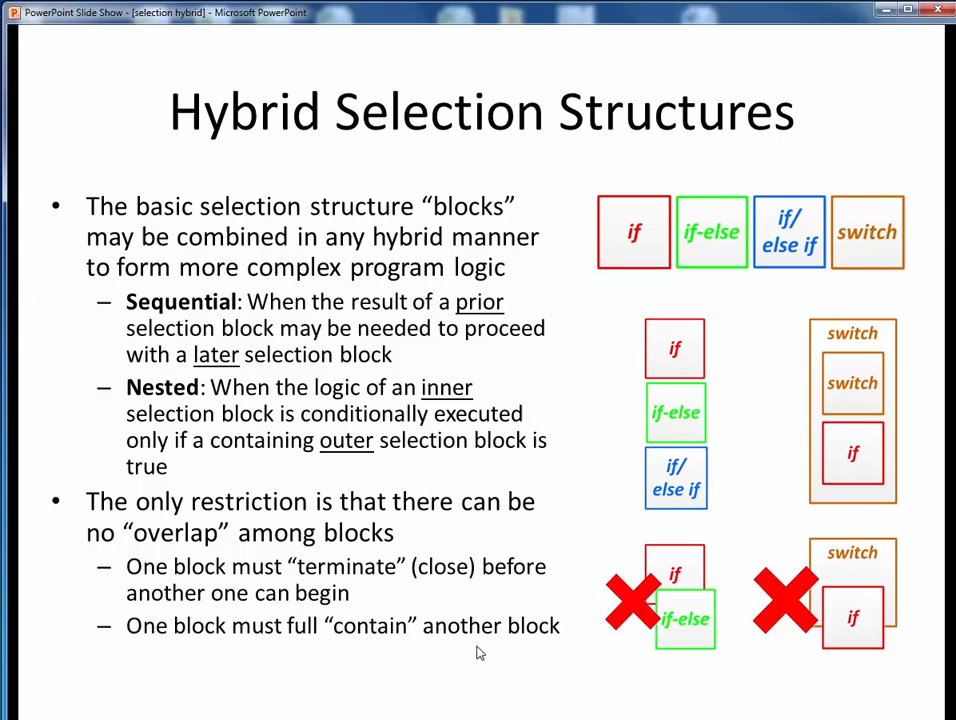 PowerPoint Slide Show - [selection hybrid] - Microsoft PowerPoint
Hybrid Selection Structures
• The basic selection structure “blocks”
may be combined in any hybrid manner
to form more complex program logic
– Sequential: When the result of a prior
selection block may be needed to proceed
with a later selection block
– Nested: When the logic of an inner
selection block is conditionally executed
only if a containing outer selection block is
true
• The only restriction is that there can be
no “overlap” among blocks
– One block must “terminate” (close) before
another one can begin
– One block must full “contain” another block
if
if-else
if/
else if
switch
if
if-else
if/
else if
switch
switch
if
if
if-else
switch
if